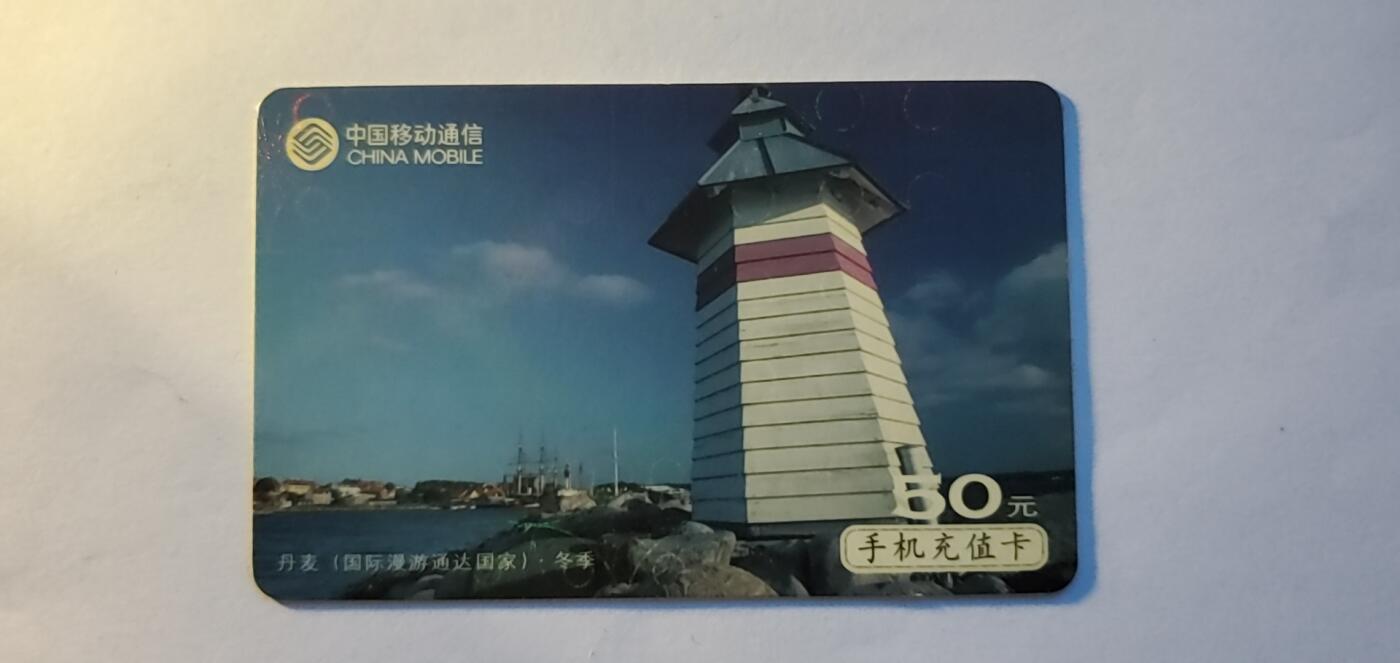 中国移动通信
CHINA MOBILE
50元
手机充值卡
丹麦(国际漫游通达国家)·冬季